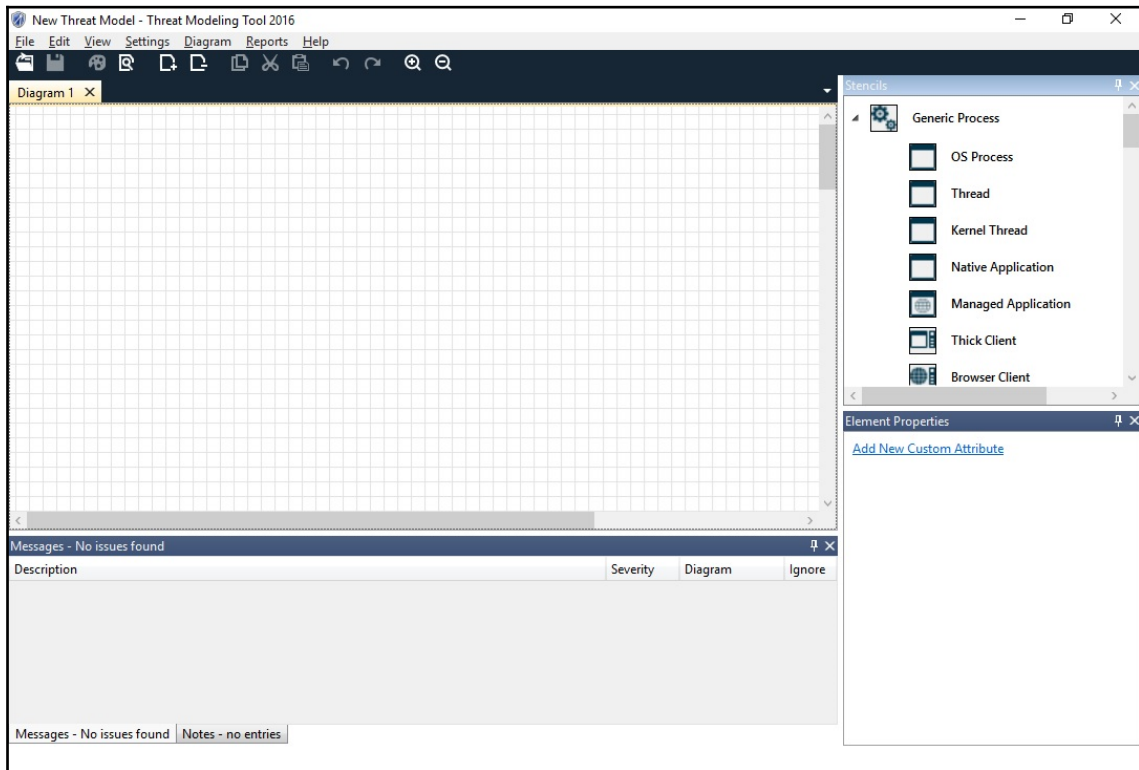 New Threat Model - Threat Modeling Tool 2016
File Edit View Settings Diagram Reports Help
Diagram 1
Stencils
Generic Process
OS Process
Thread
Kernel Thread
Native Application
Managed Application
Thick Client
Browser Client
Element Properties
Add New Custom Attribute
Messages - No issues found
Description Severity Diagram Ignore
Messages - No issues found Notes - no entries